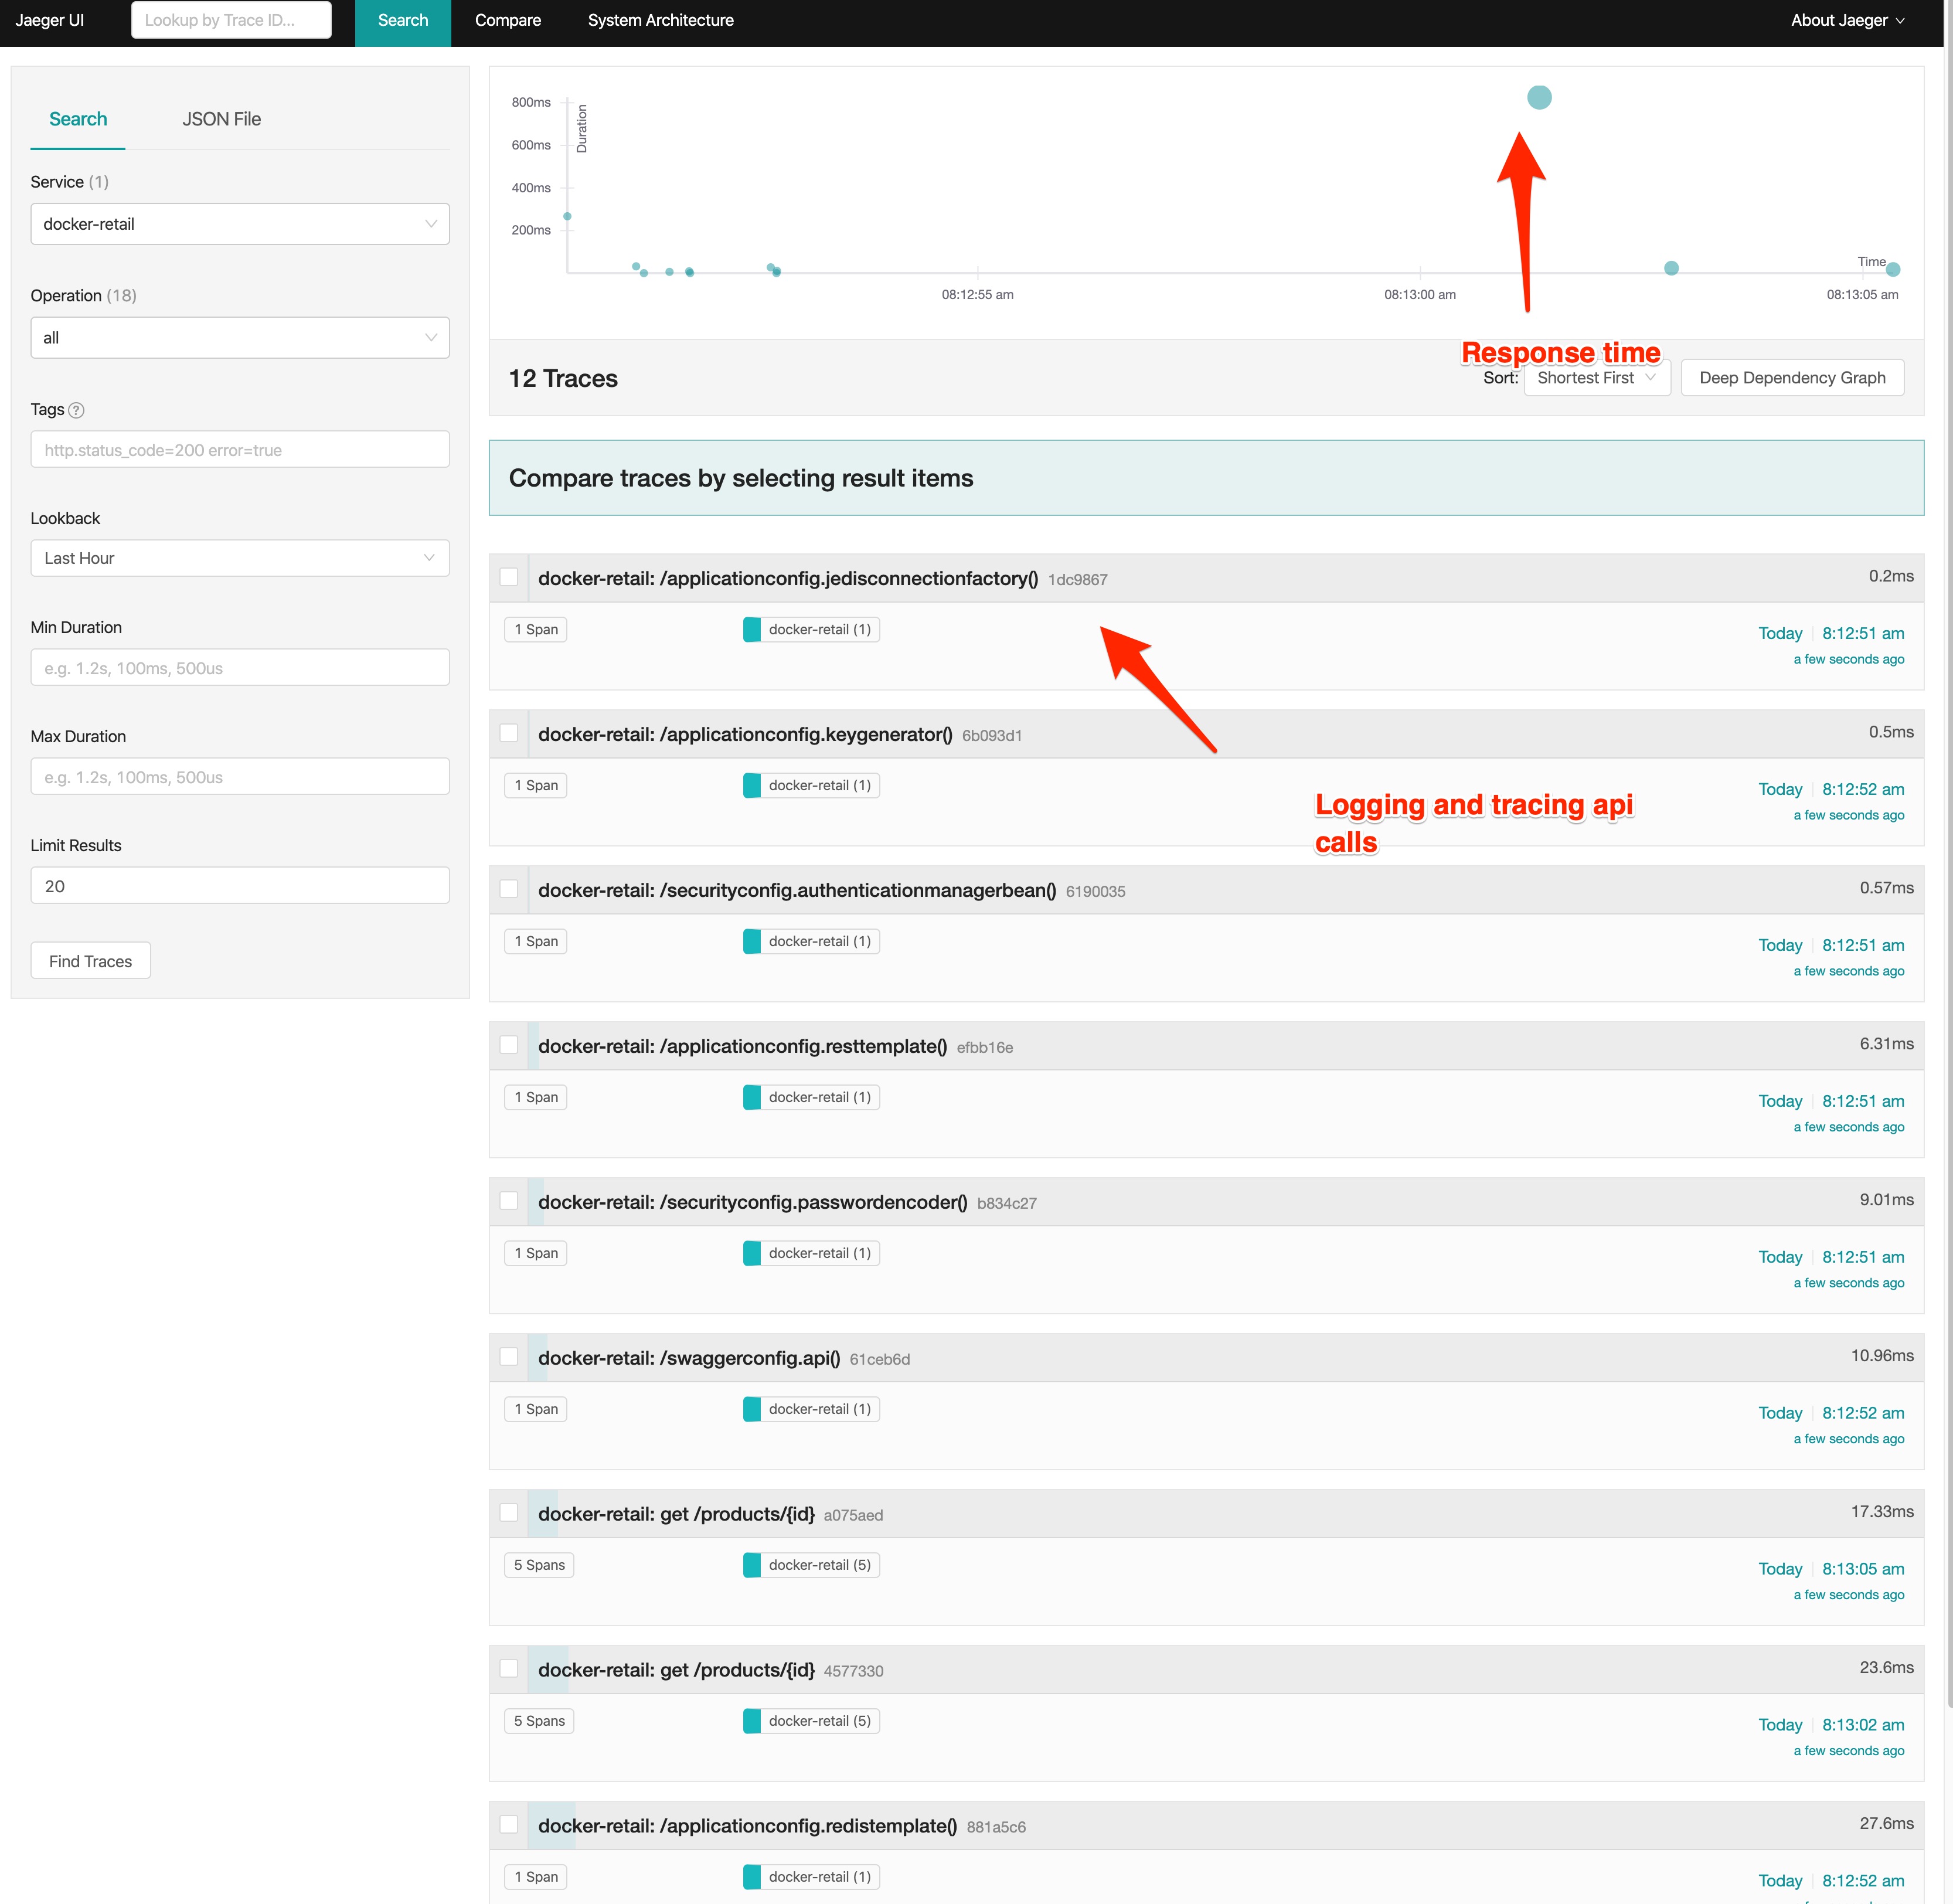 Jaeger UI
Lookup by Trace ID...
Search
Compare
System Architecture
About Jaeger
Search
JSON File
Service (1)
docker-retail
Operation (18)
all
Tags ?
http.status_code=200 error=true
Lookback
Last Hour
Min Duration
e.g. 1.2s, 100ms, 500us
Max Duration
e.g. 1.2s, 100ms, 500us
Limit Results
20
Find Traces
800ms
600ms
400ms
200ms
Duration
Time
08:12:55 am
08:13:00 am
08:13:05 am
Response time
12 Traces
Sort: Shortest First
Deep Dependency Graph
Compare traces by selecting result items
docker-retail: /applicationconfig.jedisconnectionfactory() 1dc9867
0.2ms
1 Span
docker-retail (1)
Today 8:12:51 am
a few seconds ago
docker-retail: /applicationconfig.keygenerator() 6b093d1
0.5ms
1 Span
docker-retail (1)
Today 8:12:52 am
a few seconds ago
Logging and tracing api
calls
docker-retail: /securityconfig.authenticationmanagerbean() 6190035
0.57ms
1 Span
docker-retail (1)
Today 8:12:51 am
a few seconds ago
docker-retail: /applicationconfig.resttemplate() efbb16e
6.31ms
1 Span
docker-retail (1)
Today 8:12:51 am
a few seconds ago
docker-retail: /securityconfig.passwordencoder() b834c27
9.01ms
1 Span
docker-retail (1)
Today 8:12:51 am
a few seconds ago
docker-retail: /swaggerconfig.api() 61ceb6d
10.96ms
1 Span
docker-retail (1)
Today 8:12:52 am
a few seconds ago
docker-retail: get /products/{id} a075aed
17.33ms
5 Spans
docker-retail (5)
Today 8:13:05 am
a few seconds ago
docker-retail: get /products/{id} 4577330
23.6ms
5 Spans
docker-retail (5)
Today 8:13:02 am
a few seconds ago
docker-retail: /applicationconfig.redistemplate() 881a5c6
27.6ms
1 Span
docker-retail (1)
Today 8:12:52 am